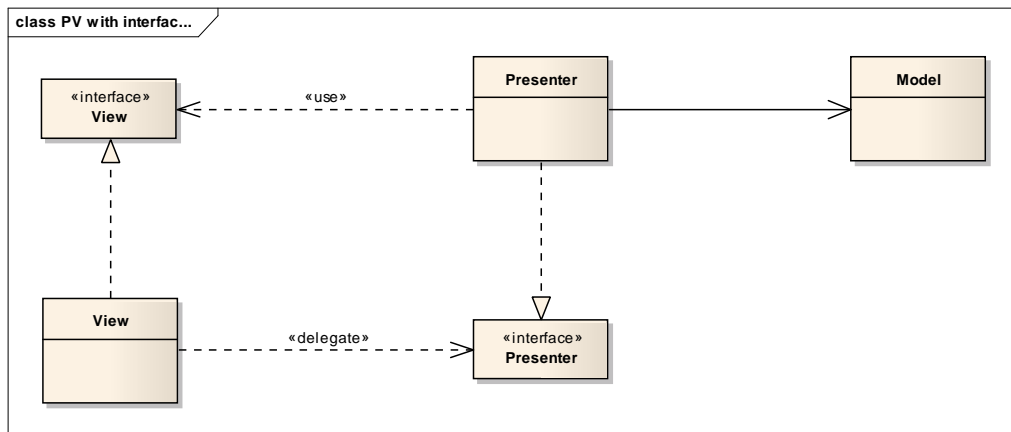 class PV with interfac...
«interface»
View
«use»
Presenter
Model
View
«delegate»
«interface»
Presenter